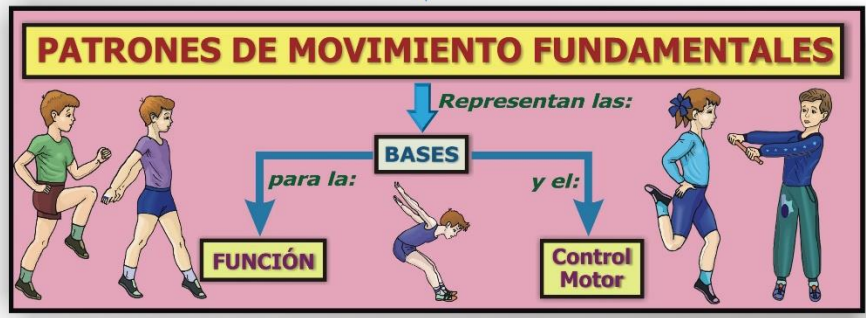 PATRONES DE MOVIMIENTO FUNDAMENTALES
Representan las:
BASES
para la:
y el:
FUNCIÓN
Control
Motor